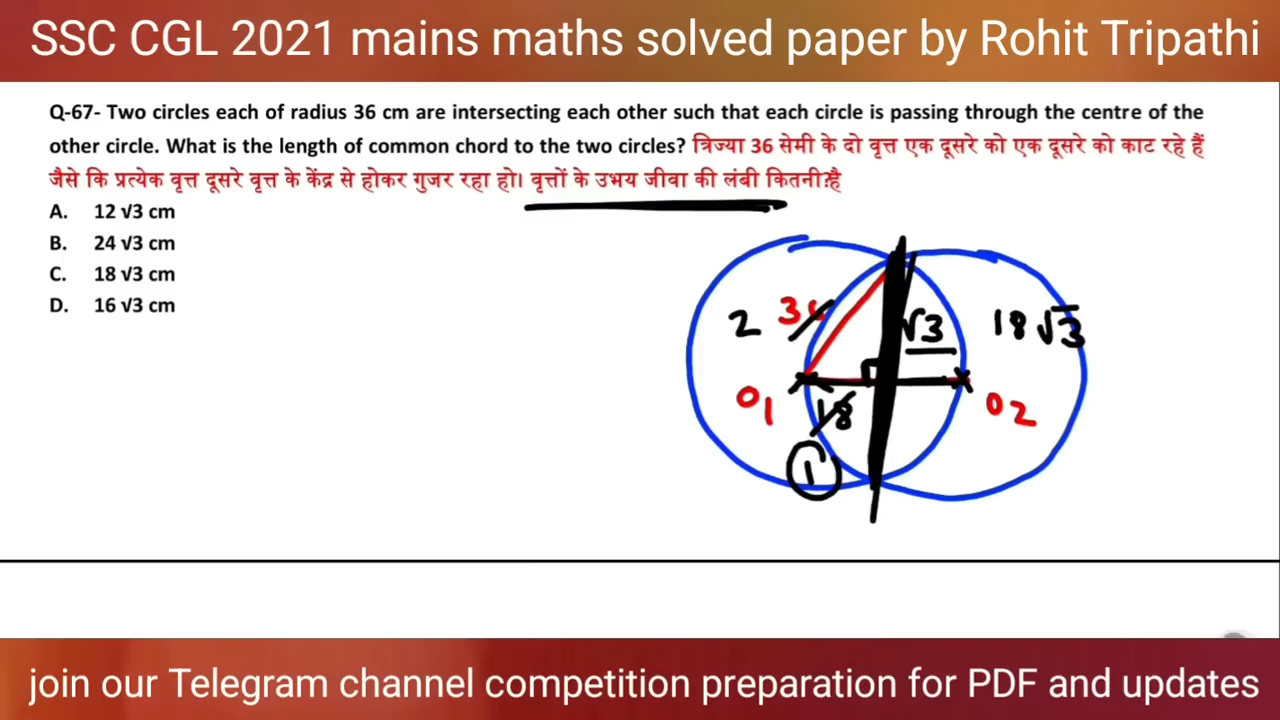 SSC CGL 2021 mains maths solved paper by Rohit Tripathi
Q-67- Two circles each of radius 36 cm are intersecting each other such that each circle is passing through the centre of the
other circle. What is the length of common chord to the two circles? त्रिज्या 36 सेमी के दो वृत्त एक दूसरे को एक दूसरे को काट रहे हैं
जैसे कि प्रत्येक वृत्त दूसरे वृत्त के केंद्र से होकर गुजर रहा हो। वृत्तों के उभय जीवा की लंबी कितनी?है
A. 12 √3 cm
B. 24 √3 cm
C. 18 √3 cm
D. 16 √3 cm
2 √3 18√3
O1 18 O2
1
join our Telegram channel competition preparation for PDF and updates